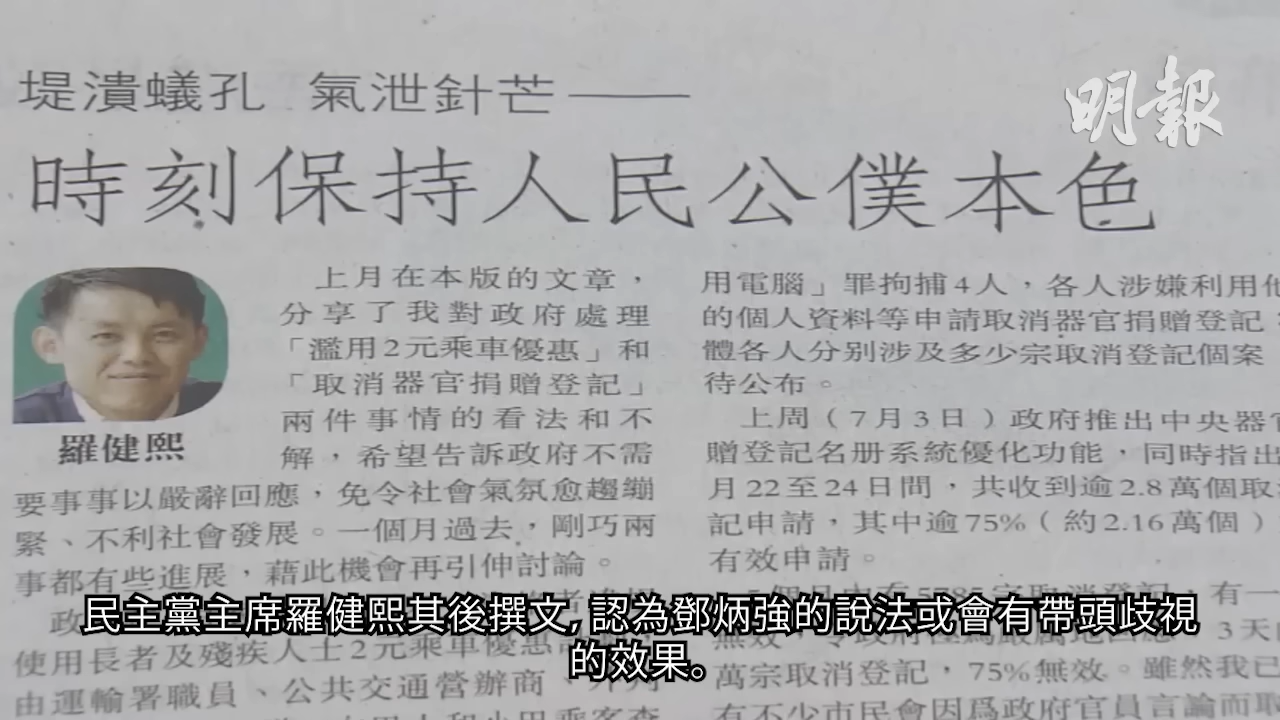 明報
堤潰蟻孔 氣泄針芒——
時刻保持人民公僕本色
羅健熙
上月在本版的文章，
分享了我對政府處理
「濫用2元乘車優惠」和
「取消器官捐贈登記」
兩件事情的看法和不
解，希望告訴政府不需
要事事以嚴辭回應，免令社會氣氛愈趨繃
緊、不利社會發展。一個月過去，剛巧兩
事都有些進展，藉此機會再引伸討論。
使用長者及殘疾人士2元乘車優惠
由運輸署職員、公共交通營辦商、
用電腦」罪拘捕4人，各人涉嫌利用他
的個人資料等申請取消器官捐贈登記，
體各人分別涉及多少宗取消登記個案，
待公布。
上周（7月3日）政府推出中央器官
贈登記名册系統優化功能，同時指出
月22至24日間，共收到逾2.8萬個取消
記申請，其中逾75%（約2.16萬個）
有效申請。
3天
萬宗取消登記，75%無效。雖然我已
有不少市民會因爲政府官員言論而取
民主黨主席羅健熙其後撰文，認為鄧炳強的說法或會有帶頭歧視
的效果。